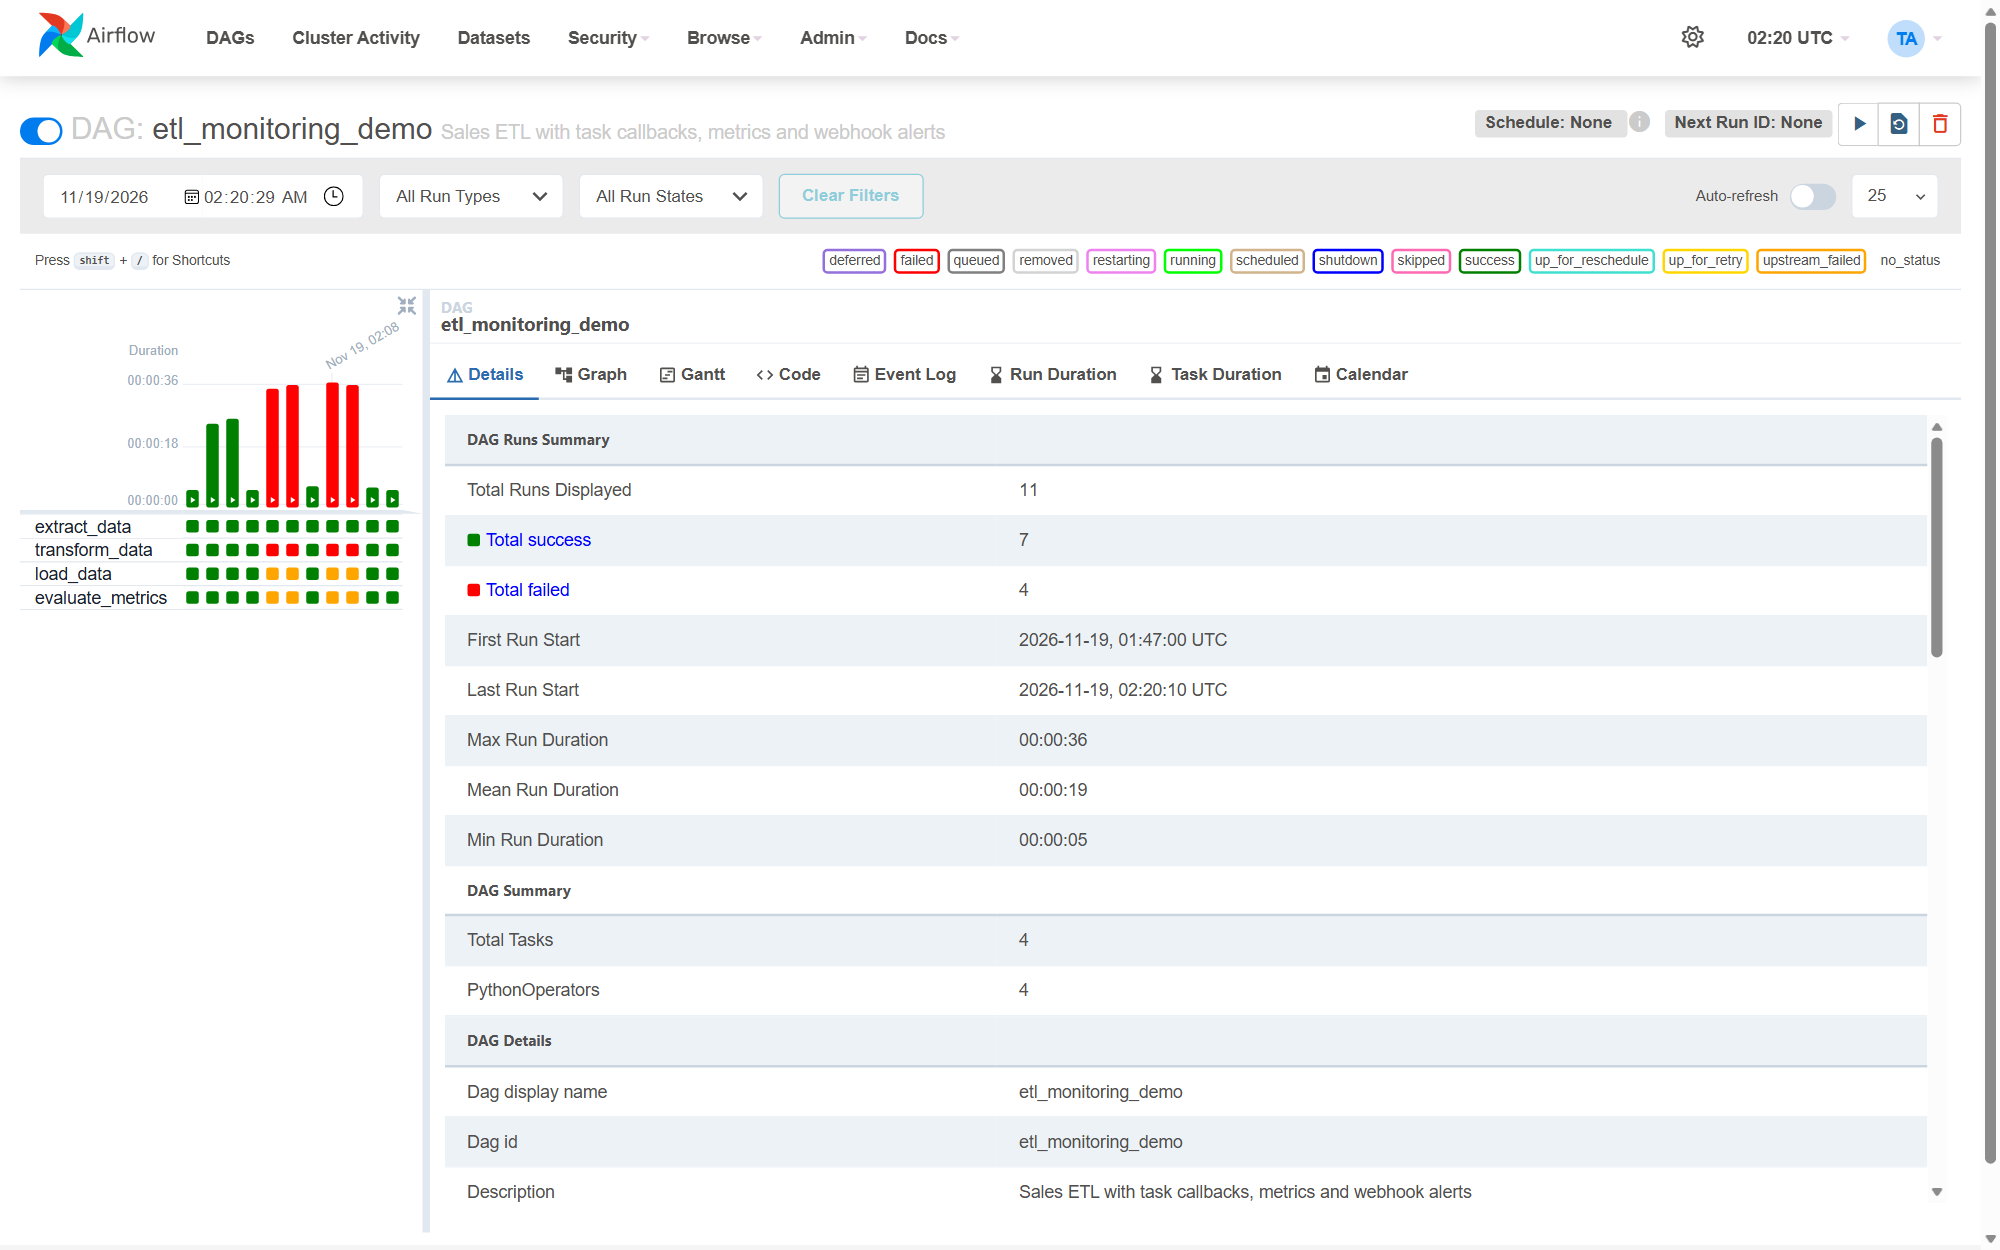 Airflow DAGs Cluster Activity Datasets Security Browse Admin Docs 02:20 UTC TA
DAG: etl_monitoring_demo Sales ETL with task callbacks, metrics and webhook alerts Schedule: None i Next Run ID: None
11/19/2026 02:20:29 AM All Run Types All Run States Clear Filters Auto-refresh 25
Press shift + / for Shortcuts deferred failed queued removed restarting running scheduled shutdown skipped success up_for_reschedule up_for_retry upstream_failed no_status
Nov 19, 02:08
Duration
00:00:36
00:00:18
00:00:00
extract_data
transform_data
load_data
evaluate_metrics
DAG
etl_monitoring_demo
Details Graph Gantt Code Event Log Run Duration Task Duration Calendar
DAG Runs Summary
Total Runs Displayed 11
Total success 7
Total failed 4
First Run Start 2026-11-19, 01:47:00 UTC
Last Run Start 2026-11-19, 02:20:10 UTC
Max Run Duration 00:00:36
Mean Run Duration 00:00:19
Min Run Duration 00:00:05
DAG Summary
Total Tasks 4
PythonOperators 4
DAG Details
Dag display name etl_monitoring_demo
Dag id etl_monitoring_demo
Description Sales ETL with task callbacks, metrics and webhook alerts